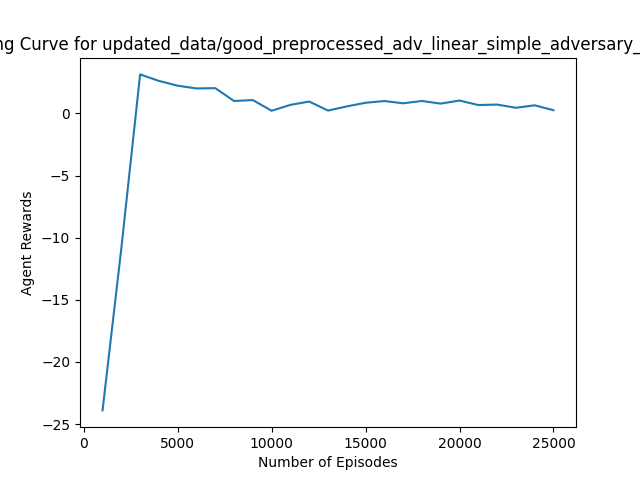 ng Curve for updated_data/good_preprocessed_adv_linear_simple_adversary_
0
−5
−10
−15
−20
−25
Agent Rewards
0 5000 10000 15000 20000 25000
Number of Episodes